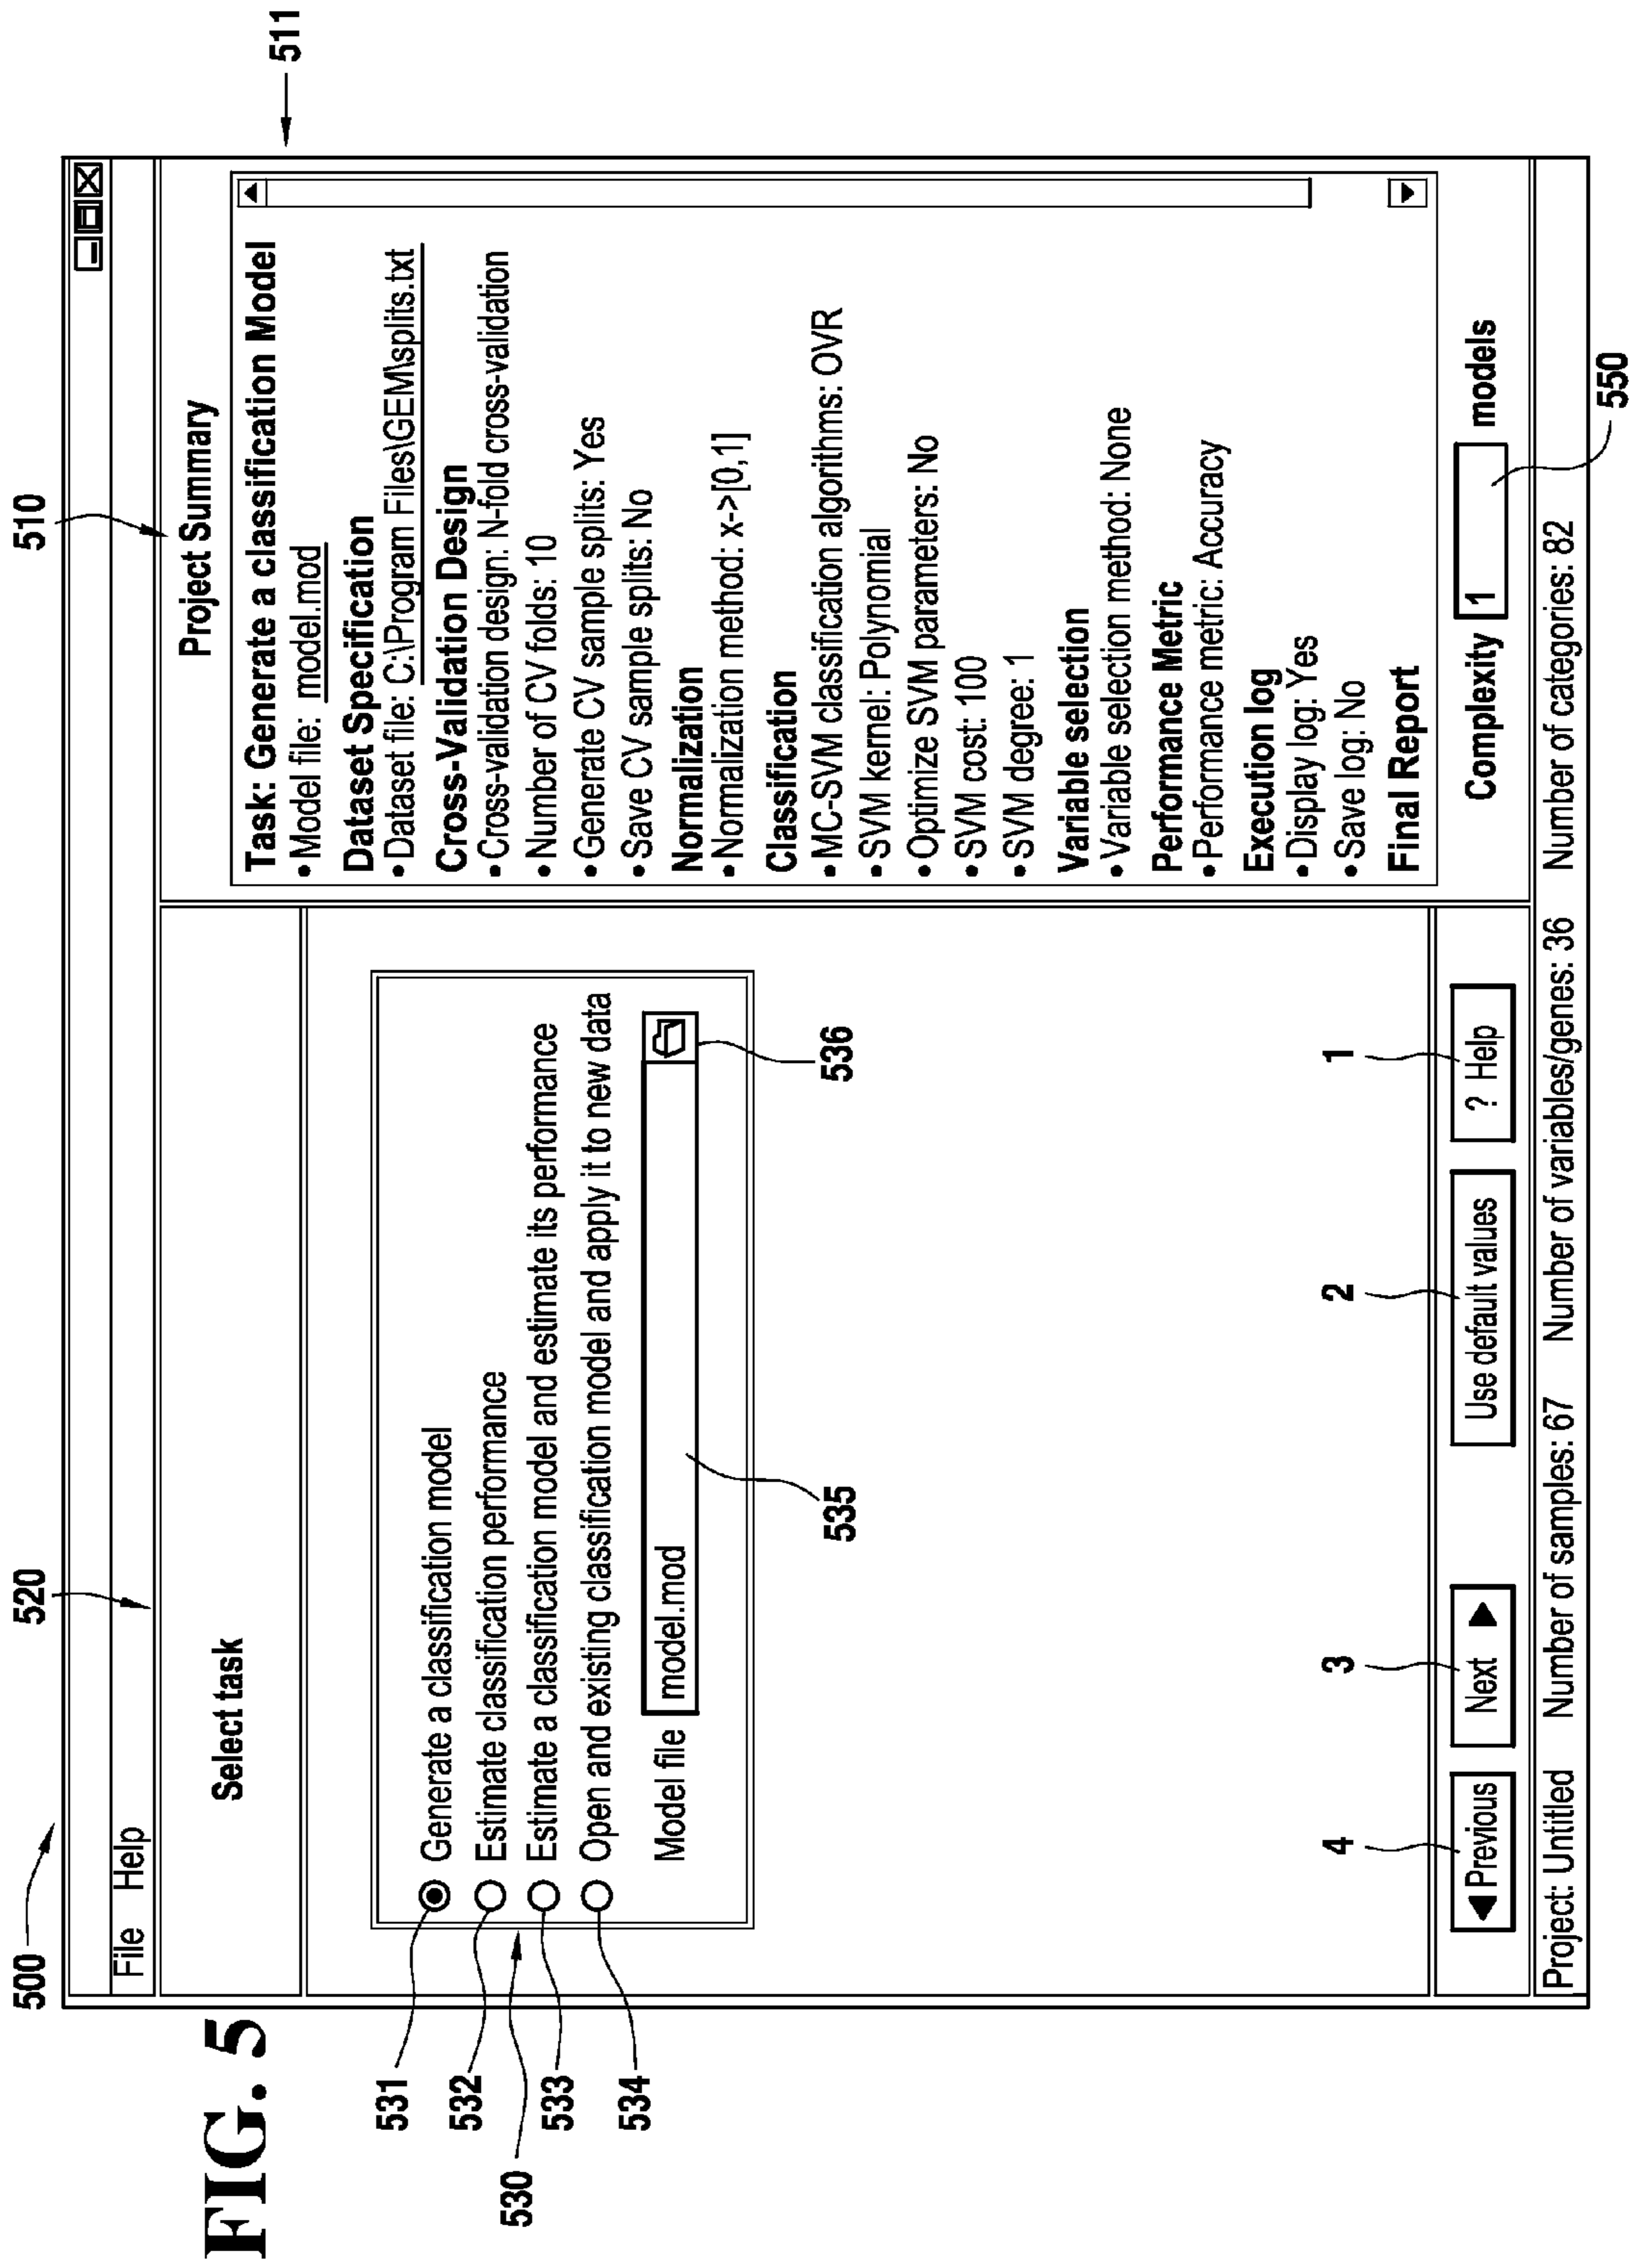 FIG. 5
500
520
510
511
File Help
Select task
531
532
530
533
534
Generate a classification model
Estimate classification performance
Estimate a classification model and estimate its performance
Open and existing classification model and apply it to new data
Model file model.mod
535
536
Project Summary
Task: Generate a classification Model
• Model file: model.mod
Dataset Specification
• Dataset file: C:\Program Files\GEM\splits.txt
Cross-Validation Design
• Cross-validation design: N-fold cross-validation
• Number of CV folds: 10
• Generate CV sample splits: Yes
• Save CV sample splits: No
Normalization
• Normalization method: x->[0,1]
Classification
• MC-SVM classification algorithms: OVR
• SVM kernel: Polynomial
• Optimize SVM parameters: No
• SVM cost: 100
• SVM degree: 1
Variable selection
• Variable selection method: None
Performance Metric
• Performance metric: Accuracy
Execution log
• Display log: Yes
• Save log: No
Final Report
4
3
2
1
Previous
Next
Use default values
? Help
Complexity 1 models
Project: Untitled Number of samples: 67 Number of variables/genes: 36 Number of categories: 82
550